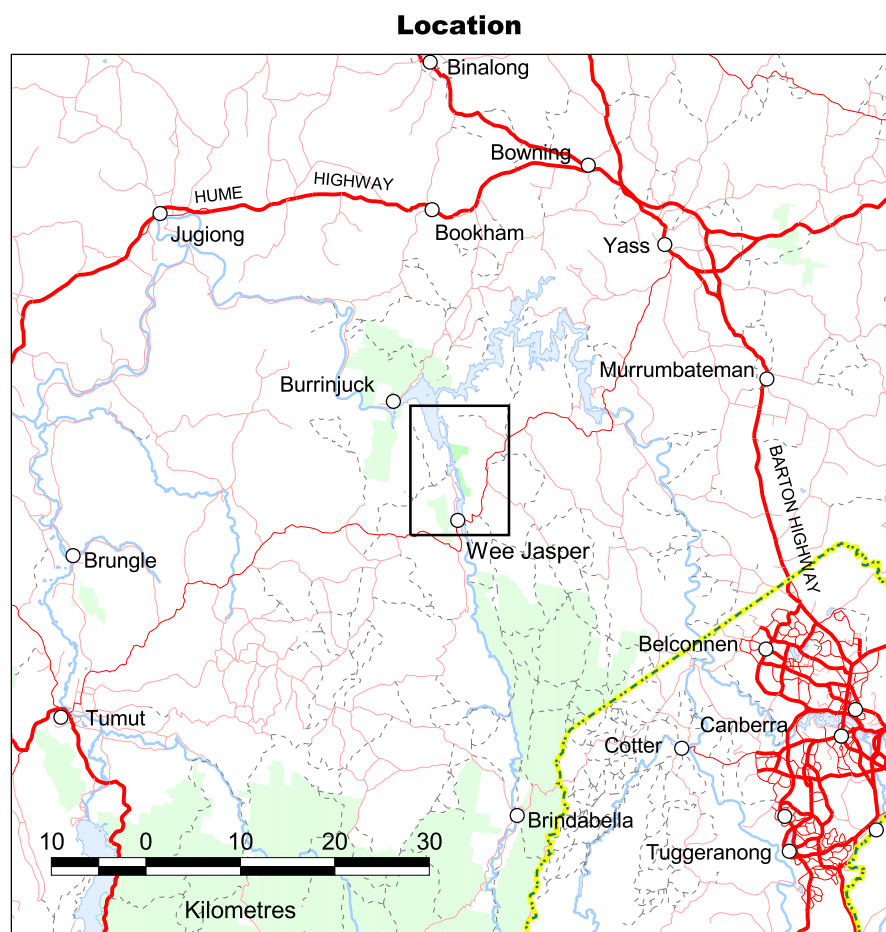 Location
Binalong
Bowning
HUME
HIGHWAY
Jugiong
Bookham
Yass
Burrinjuck
Murrumbateman
BARTON HIGHWAY
Wee Jasper
Brungle
Belconnen
Tumut
Canberra
Cotter
Brindabella
Tuggeranong
10 0 10 20 30
Kilometres